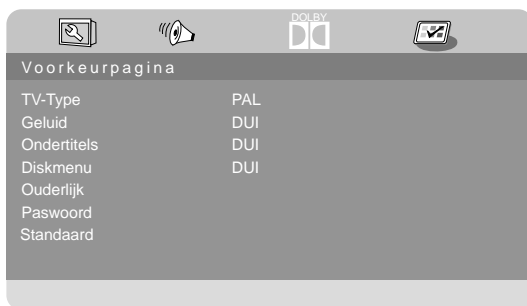 DOLBY
Voorkeurpagina
TV-Type PAL
Geluid DUI
Ondertitels DUI
Diskmenu DUI
Ouderlijk
Paswoord
Standaard